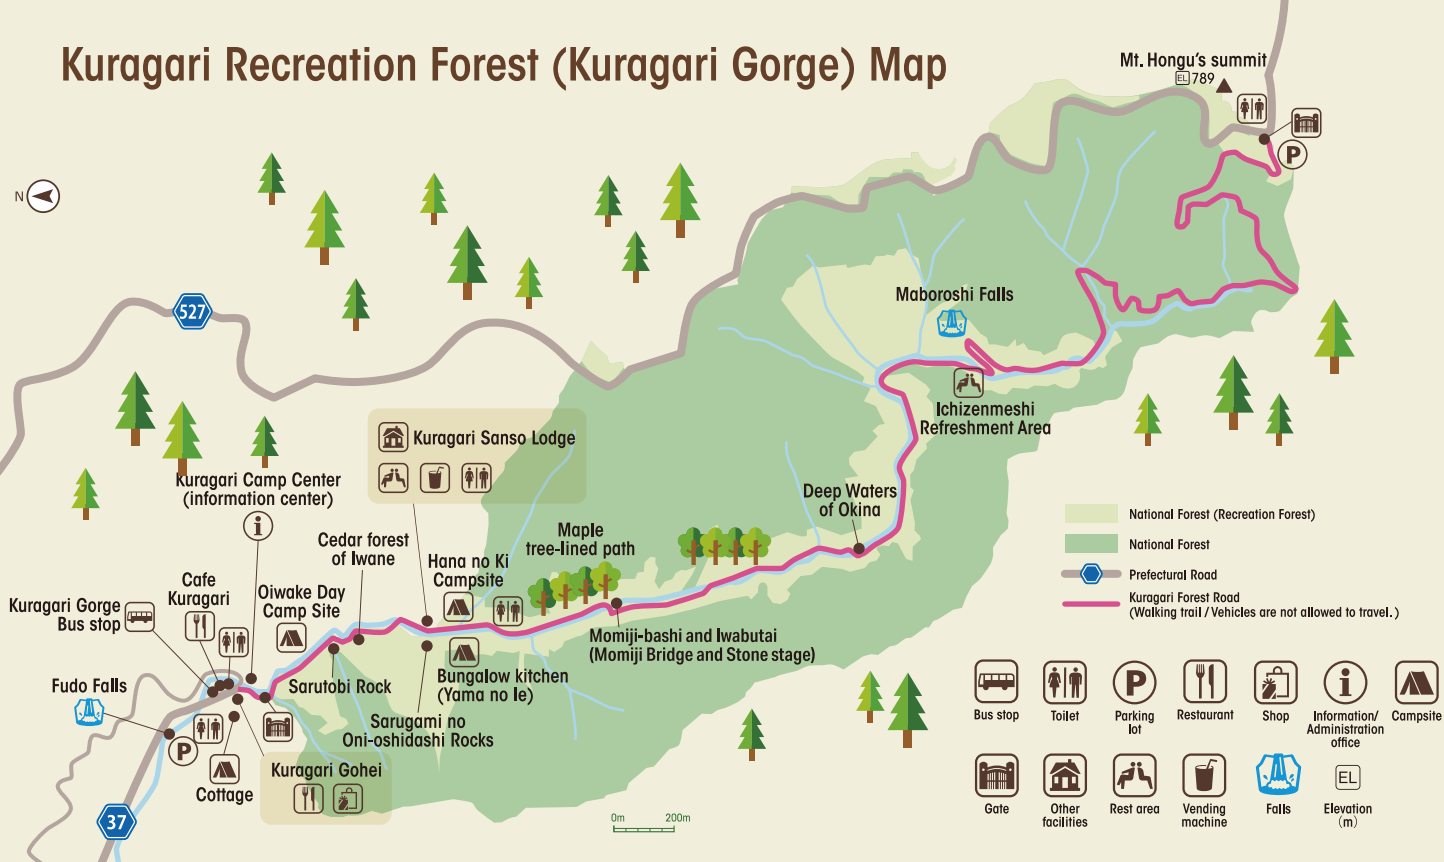 Kuragari Recreation Forest (Kuragari Gorge) Map
Mt. Hongu's summit
EL 789
P
N
527
Maboroshi Falls
Ichizenmeshi
Refreshment Area
Kuragari Sanso Lodge
Kuragari Camp Center
(information center)
i
Deep Waters
of Okina
Maple
tree-lined path
Cedar forest
of Iwane
Hana no Ki
Campsite
Cafe
Kuragari
Oiwake Day
Camp Site
Kuragari Gorge
Bus stop
Momiji-bashi and Iwabutai
(Momiji Bridge and Stone stage)
Bungalow kitchen
(Yama no Ie)
Sarutobi Rock
Sarugami no
Oni-oshidashi Rocks
Fudo Falls
P
Kuragari Gohei
Cottage
37
0m 200m
National Forest (Recreation Forest)
National Forest
Prefectural Road
Kuragari Forest Road
(Walking trail / Vehicles are not allowed to travel.)
P
i
Bus stop
Toilet
Parking
lot
Restaurant
Shop
Information/
Administration
office
Campsite
EL
Gate
Other
facilities
Rest area
Vending
machine
Falls
Elevation
(m)